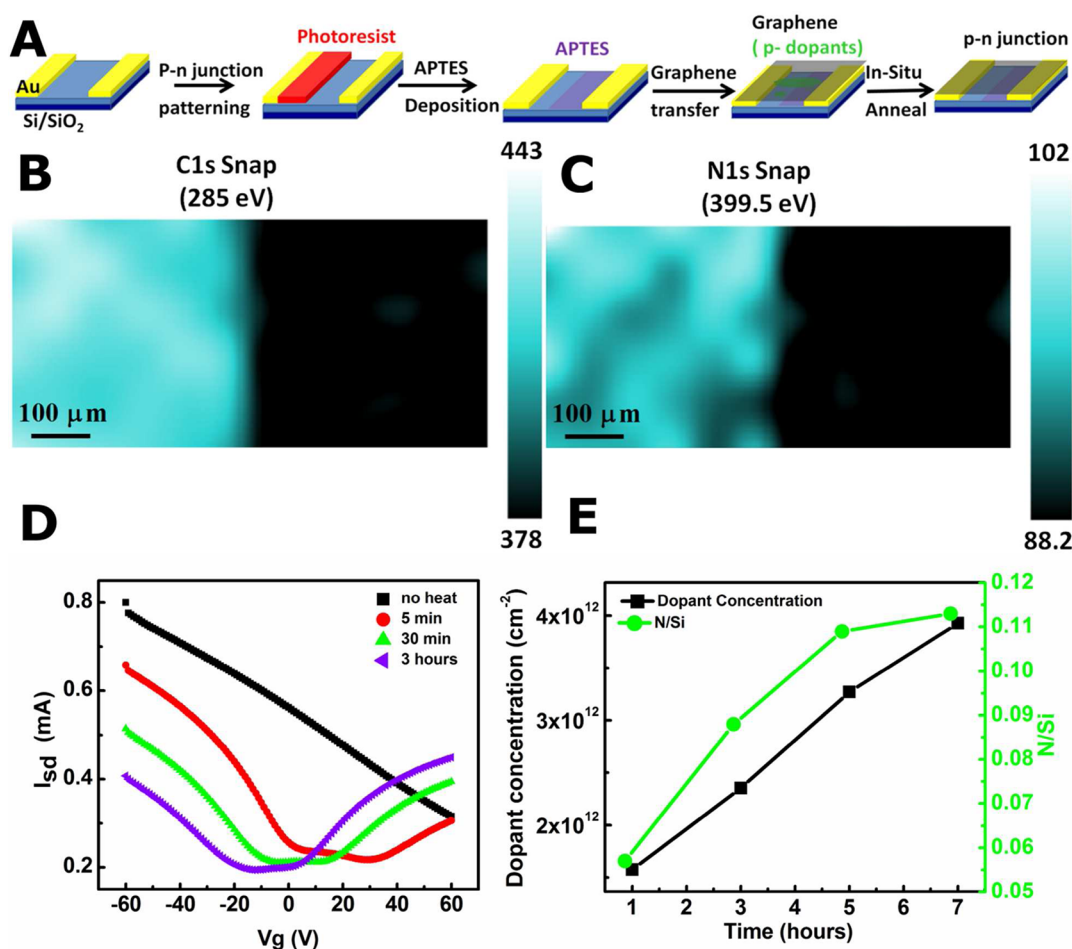 A
Au
Si/SiO2
P-n junction
patterning
Photoresist
APTES
Deposition
APTES
Graphene
transfer
Graphene
( p- dopants)
In-Situ
Anneal
p-n junction
B
C1s Snap
(285 eV)
100 μm
443
378
C
N1s Snap
(399.5 eV)
100 μm
102
88.2
D
Isd (mA)
0.8
0.6
0.4
0.2
no heat
5 min
30 min
3 hours
-60 -40 -20 0 20 40 60
Vg (V)
E
Dopant concentration (cm-2)
4x10^12
3x10^12
2x10^12
Dopant Concentration
N/Si
0.12
0.11
0.10
0.09
0.08
0.07
0.06
0.05
N/Si
1 2 3 4 5 6 7
Time (hours)